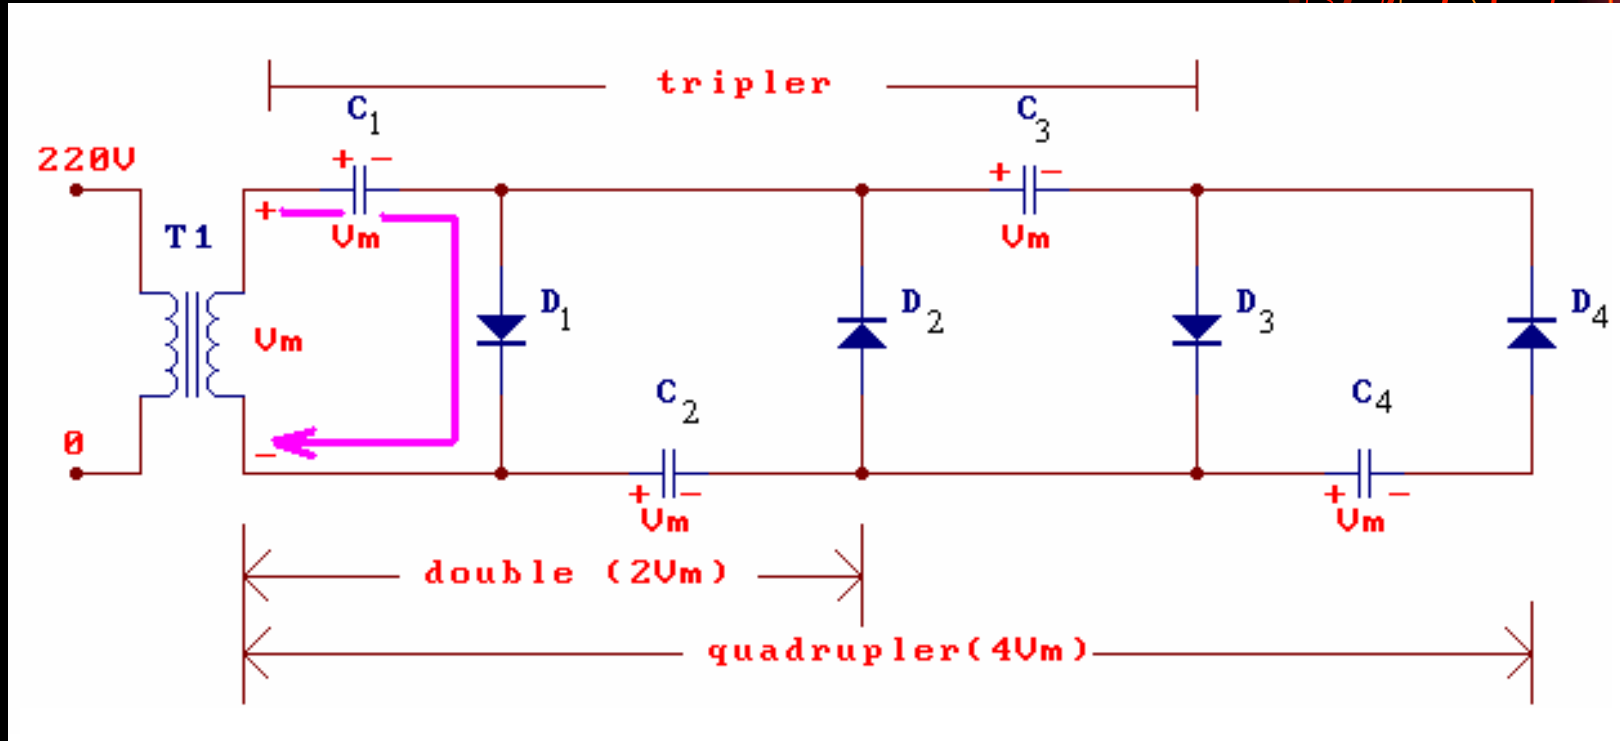 tripler
C1
C3
+ -
+ -
220V
+
Vm
Vm
T1
D1
D2
D3
D4
Vm
C2
C4
0
-
+ -
+ -
Vm
Vm
double (2Vm)
quadrupler(4Vm)